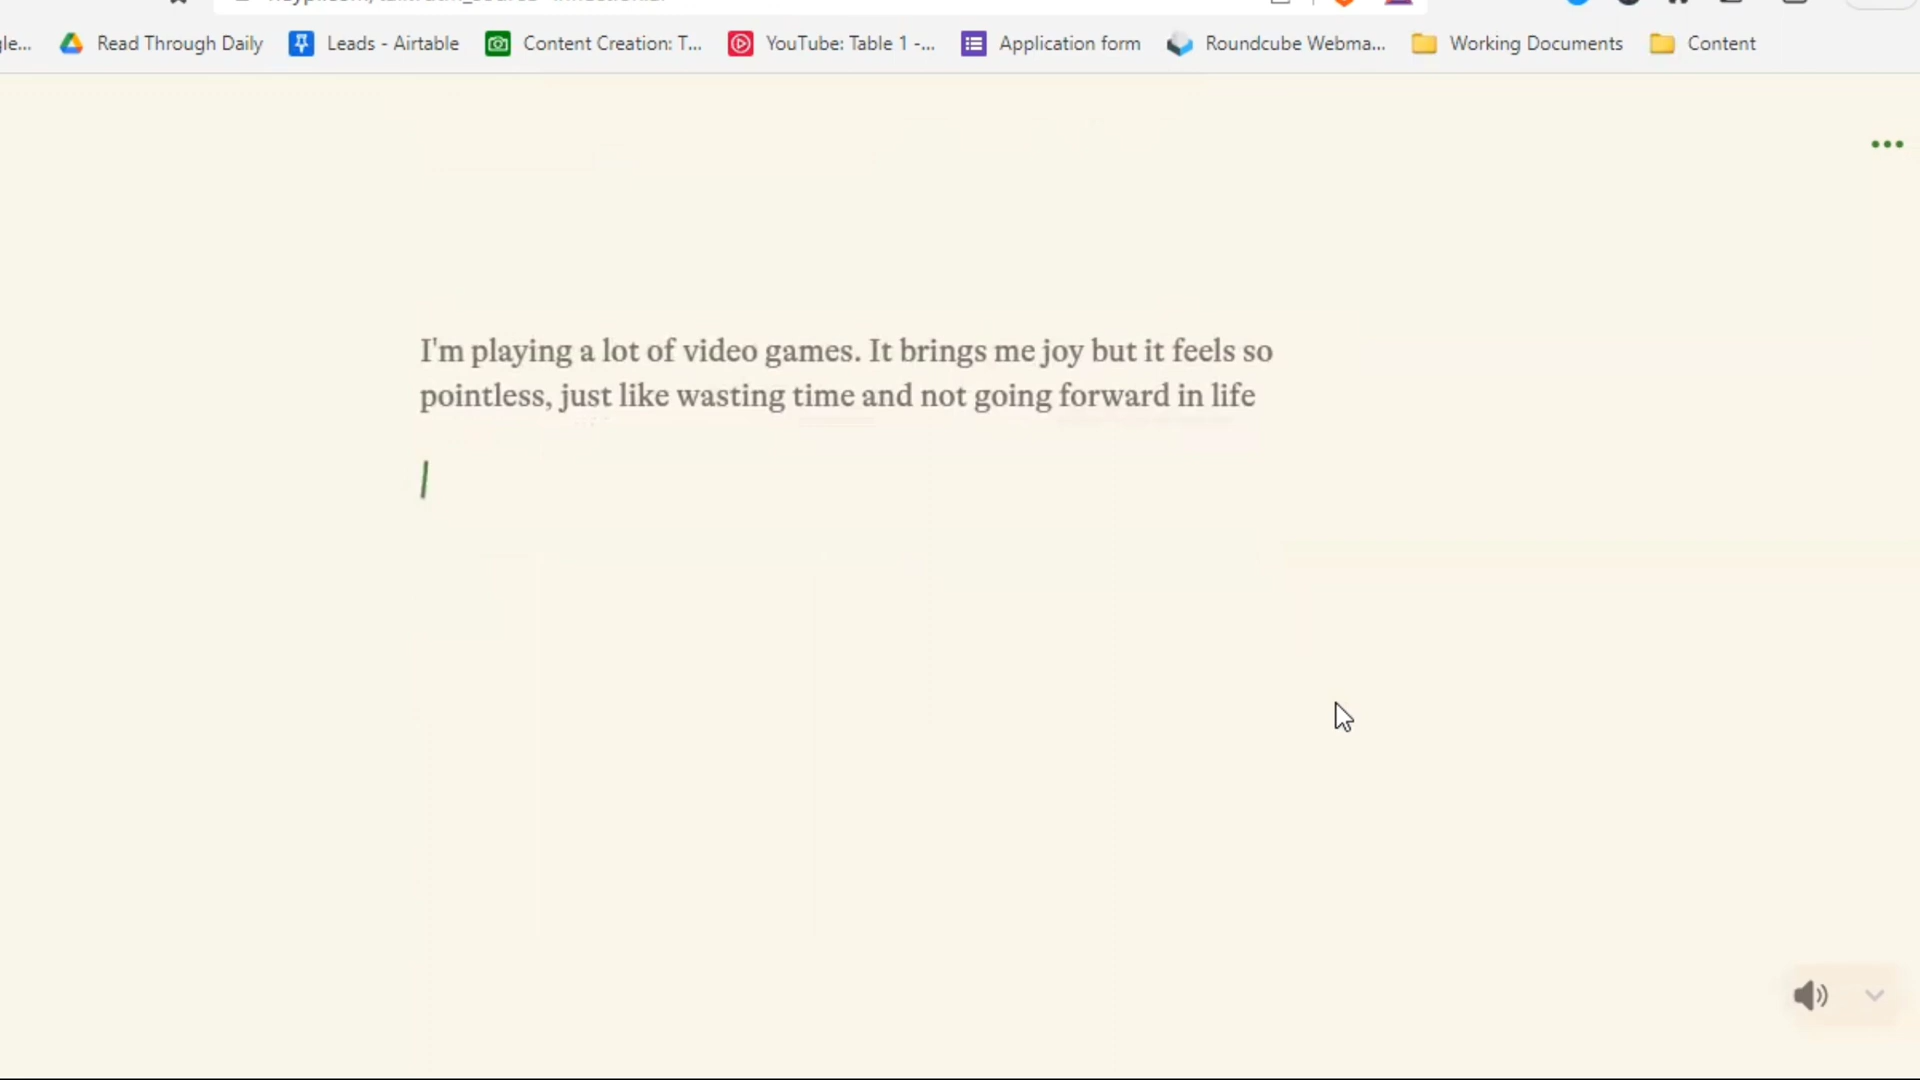 le...
Read Through Daily
Leads - Airtable
Content Creation: T...
YouTube: Table 1 -...
Application form
Roundcube Webma...
Working Documents
Content
I'm playing a lot of video games. It brings me joy but it feels so
pointless, just like wasting time and not going forward in life